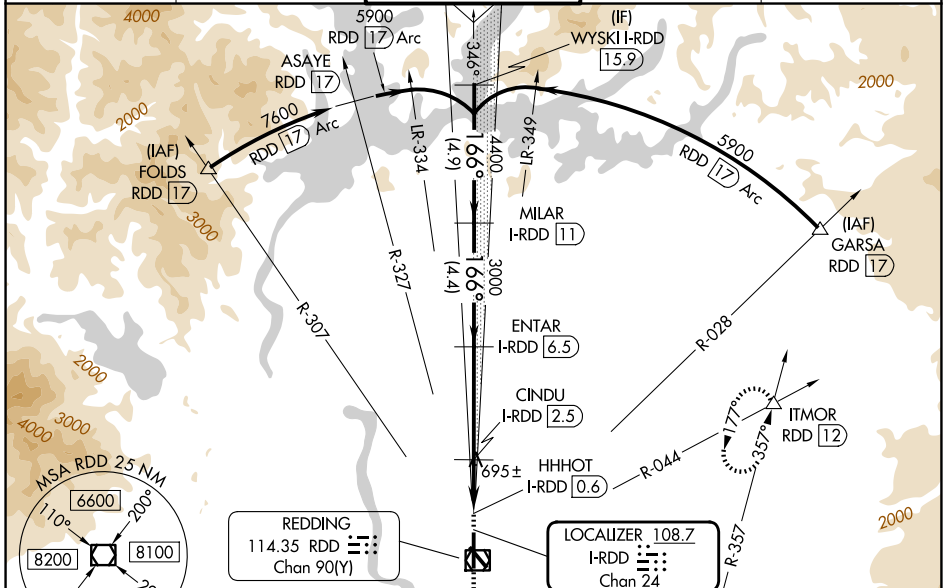 4000
5900
RDD 17 Arc
(IF)
WYSKI I-RDD
15.9
346°
ASAYE
RDD 17
2000
2000
7600
RDD 17 Arc
LR-334
166°
(4.9)
4400
LR-349
5900
RDD 17 Arc
(IAF)
FOLDS
RDD 17
3000
MILAR
I-RDD 11
(IAF)
GARSA
RDD 17
R-327
166°
(4.4)
3000
R-307
R-028
ENTAR
I-RDD 6.5
2000
CINDU
I-RDD 2.5
3000
4000
177°
357°
ITMOR
RDD 12
695±
HHHOT
I-RDD 0.6
R-044
MSA RDD 25 NM
6600
110°
200°
8200
8100
REDDING
114.35 RDD
Chan 90(Y)
LOCALIZER 108.7
I-RDD
Chan 24
R-357
2000